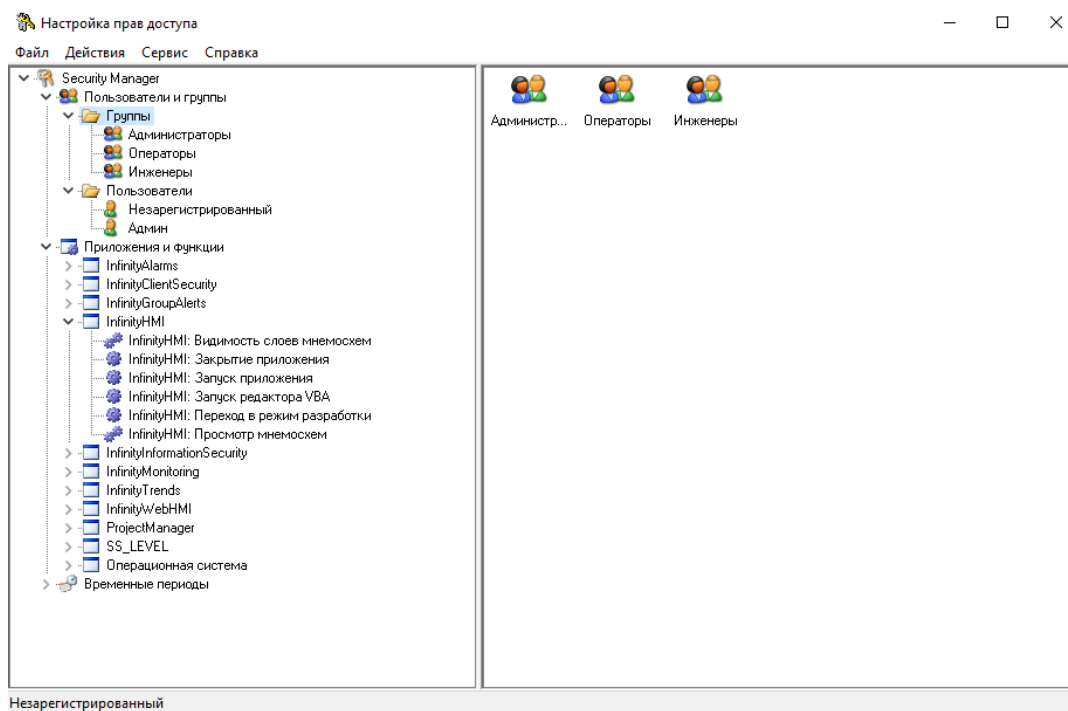 Настройка прав доступа
Файл Действия Сервис Справка
Security Manager
Пользователи и группы
Группы
Администраторы
Операторы
Инженеры
Пользователи
Незарегистрированный
Админ
Приложения и функции
InfinityAlarms
InfinityClientSecurity
InfinityGroupAlerts
InfinityHMI
InfinityHMI: Видимость слоев мнемосхем
InfinityHMI: Закрытие приложения
InfinityHMI: Запуск приложения
InfinityHMI: Запуск редактора VBA
InfinityHMI: Переход в режим разработки
InfinityHMI: Просмотр мнемосхем
InfinityInformationSecurity
InfinityMonitoring
InfinityTrends
InfinityWebHMI
ProjectManager
SS_LEVEL
Операционная система
Временные периоды
Администр... Операторы Инженеры
Незарегистрированный